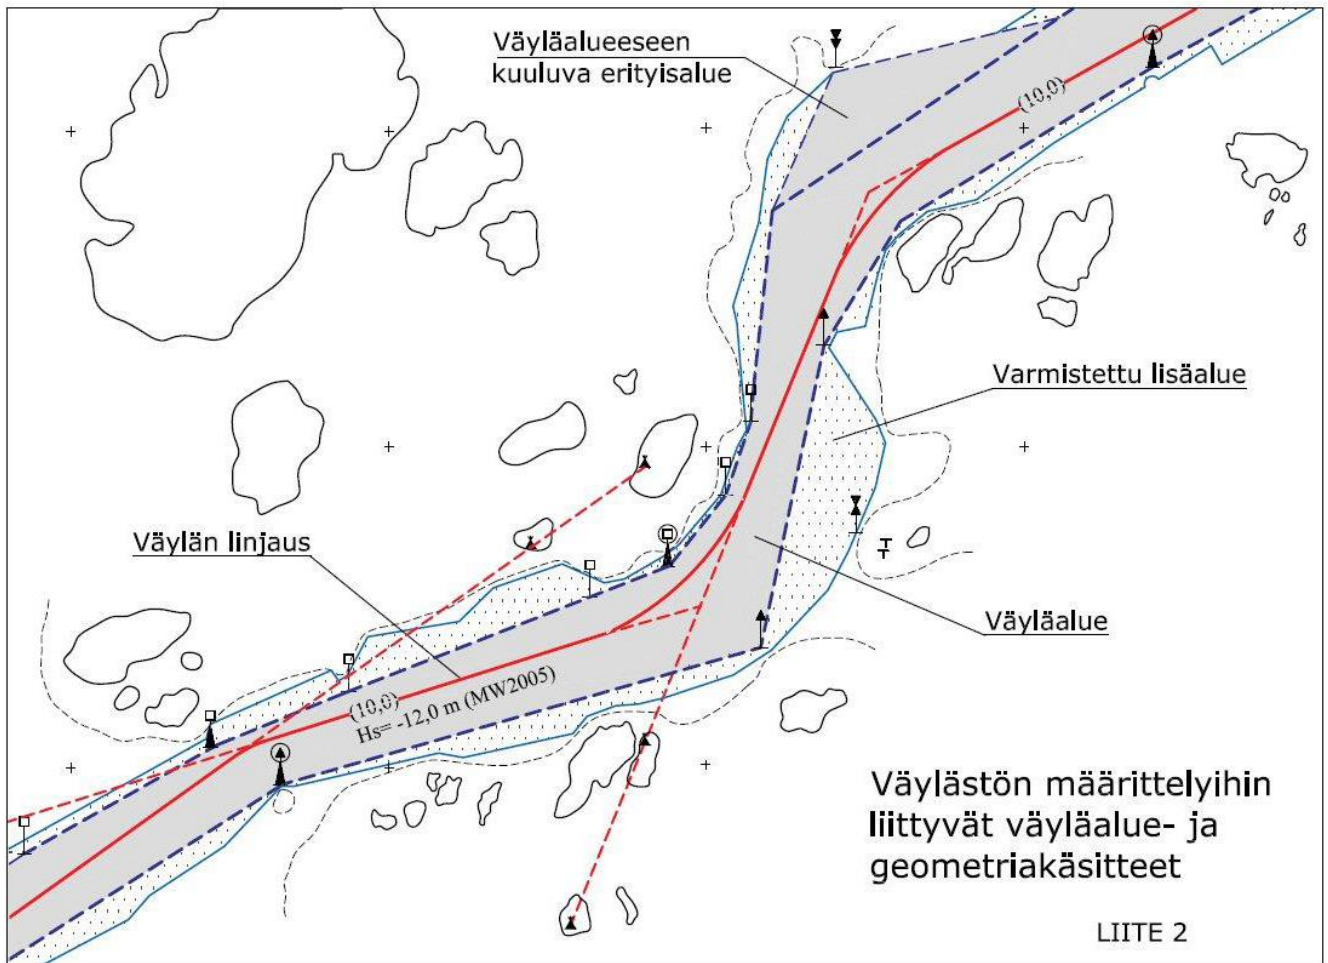 Väyläalueeseen
kuuluva erityisalue
(10,0)
Varmistettu lisäalue
Väylän linjaus
Väyläalue
(10,0)
Hs= -12,0 m (MW2005)
Väylästön määrittelyihin
liittyvät väyläalue- ja
geometriakäsitteet
LIITE 2